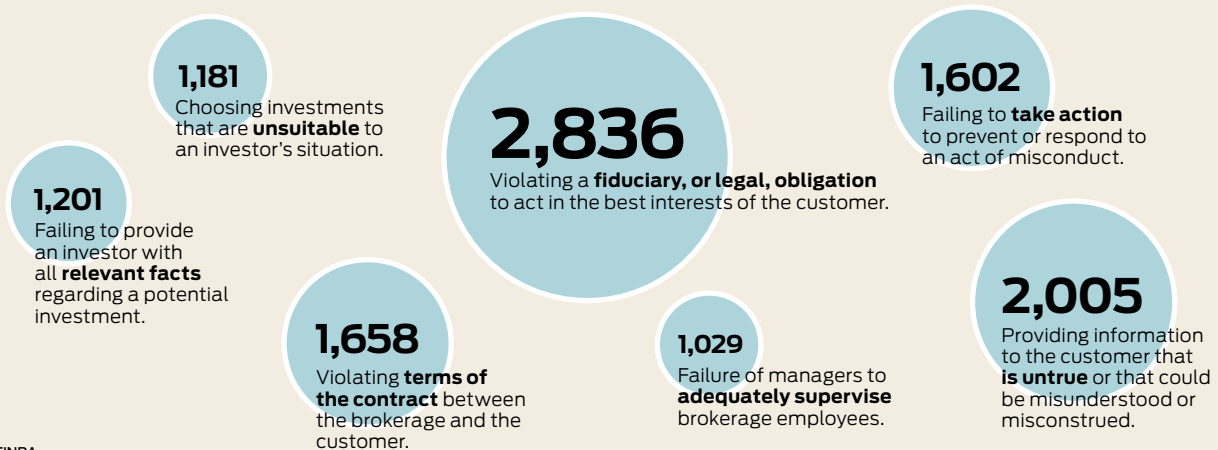 1,181
Choosing investments
that are unsuitable to
an investor's situation.
2,836
Violating a fiduciary, or legal, obligation
to act in the best interests of the customer.
1,602
Failing to take action
to prevent or respond to
an act of misconduct.
1,201
Failing to provide
an investor with
all relevant facts
regarding a potential
investment.
1,658
Violating terms of
the contract between
the brokerage and the
customer.
1,029
Failure of managers to
adequately supervise
brokerage employees.
2,005
Providing information
to the customer that
is untrue or that could
be misunderstood or
misconstrued.